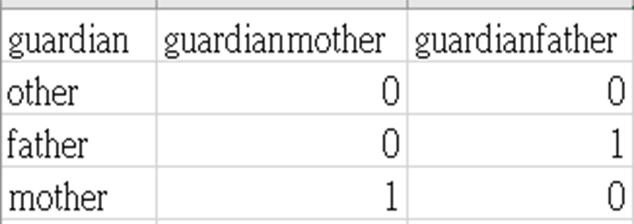 guardian guardianmother guardianfather
other 0 0
father 0 1
mother 1 0